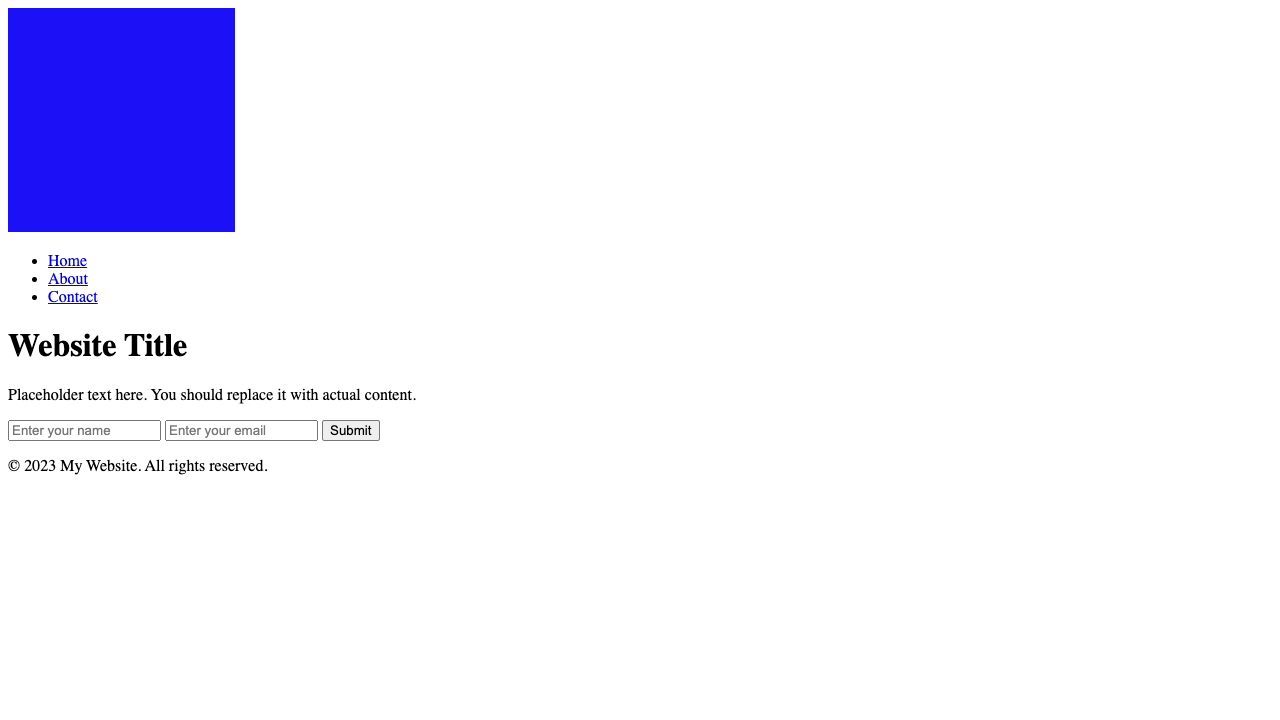 Home
About
Contact
Website Title
Placeholder text here. You should replace it with actual content.
Enter your name Enter your email Submit
© 2023 My Website. All rights reserved.